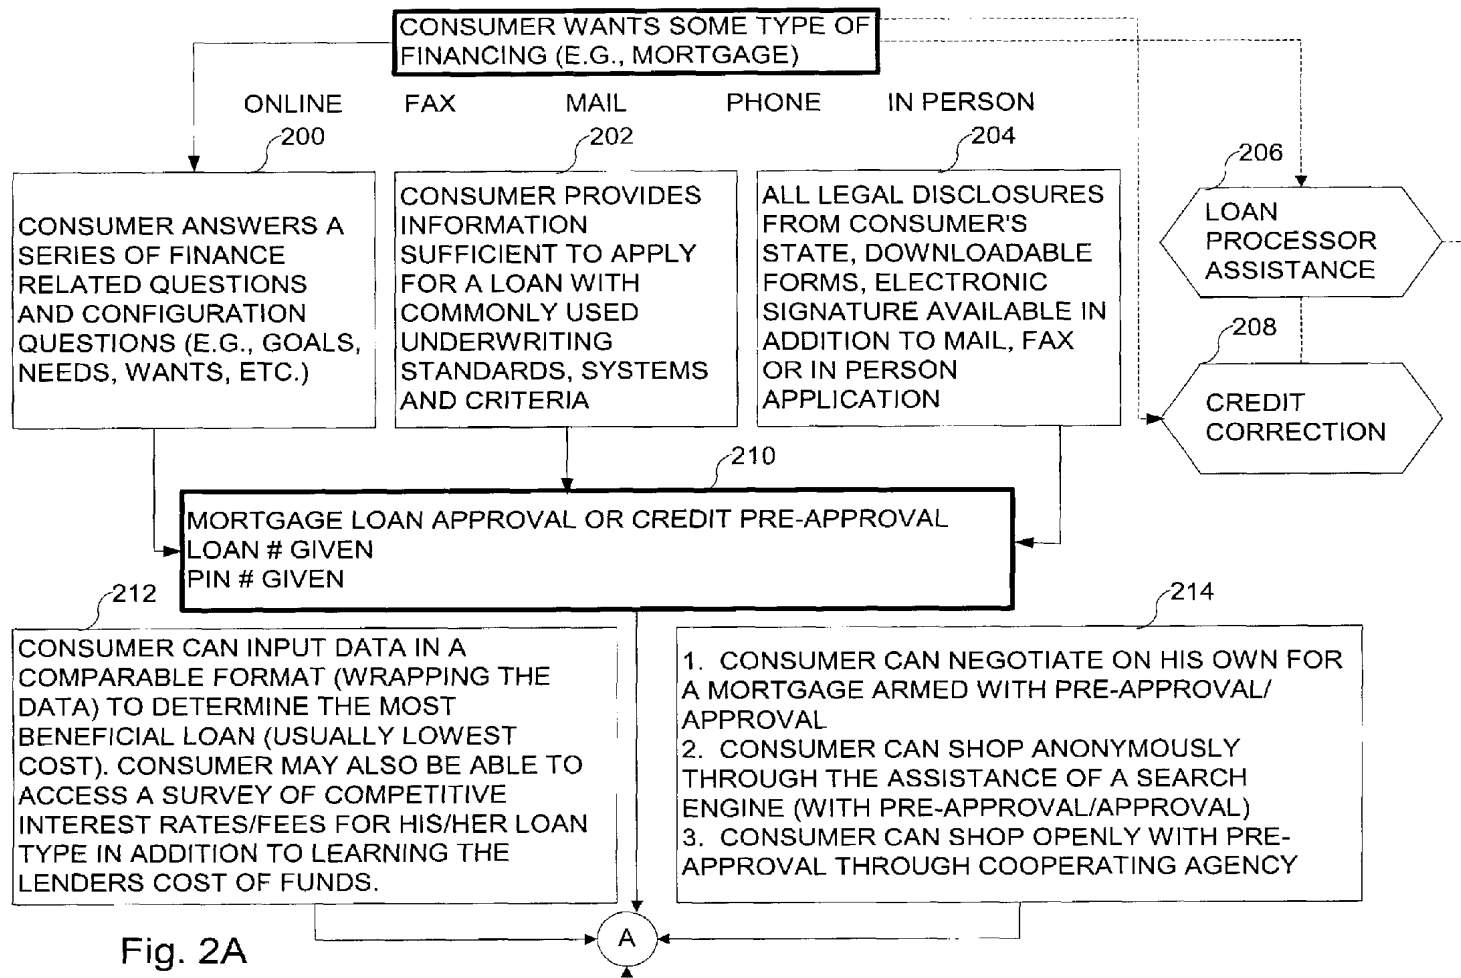 CONSUMER WANTS SOME TYPE OF
FINANCING (E.G., MORTGAGE)
ONLINE FAX MAIL PHONE IN PERSON
200
CONSUMER ANSWERS A
SERIES OF FINANCE
RELATED QUESTIONS
AND CONFIGURATION
QUESTIONS (E.G., GOALS,
NEEDS, WANTS, ETC.)
202
CONSUMER PROVIDES
INFORMATION
SUFFICIENT TO APPLY
FOR A LOAN WITH
COMMONLY USED
UNDERWRITING
STANDARDS, SYSTEMS
AND CRITERIA
204
ALL LEGAL DISCLOSURES
FROM CONSUMER'S
STATE, DOWNLOADABLE
FORMS, ELECTRONIC
SIGNATURE AVAILABLE IN
ADDITION TO MAIL, FAX
OR IN PERSON
APPLICATION
206
LOAN
PROCESSOR
ASSISTANCE
208
CREDIT
CORRECTION
210
MORTGAGE LOAN APPROVAL OR CREDIT PRE-APPROVAL
LOAN # GIVEN
PIN # GIVEN
212
CONSUMER CAN INPUT DATA IN A
COMPARABLE FORMAT (WRAPPING THE
DATA) TO DETERMINE THE MOST
BENEFICIAL LOAN (USUALLY LOWEST
COST). CONSUMER MAY ALSO BE ABLE TO
ACCESS A SURVEY OF COMPETITIVE
INTEREST RATES/FEES FOR HIS/HER LOAN
TYPE IN ADDITION TO LEARNING THE
LENDERS COST OF FUNDS.
214
1. CONSUMER CAN NEGOTIATE ON HIS OWN FOR
A MORTGAGE ARMED WITH PRE-APPROVAL/
APPROVAL
2. CONSUMER CAN SHOP ANONYMOUSLY
THROUGH THE ASSISTANCE OF A SEARCH
ENGINE (WITH PRE-APPROVAL/APPROVAL)
3. CONSUMER CAN SHOP OPENLY WITH PRE-
APPROVAL THROUGH COOPERATING AGENCY
A
Fig. 2A